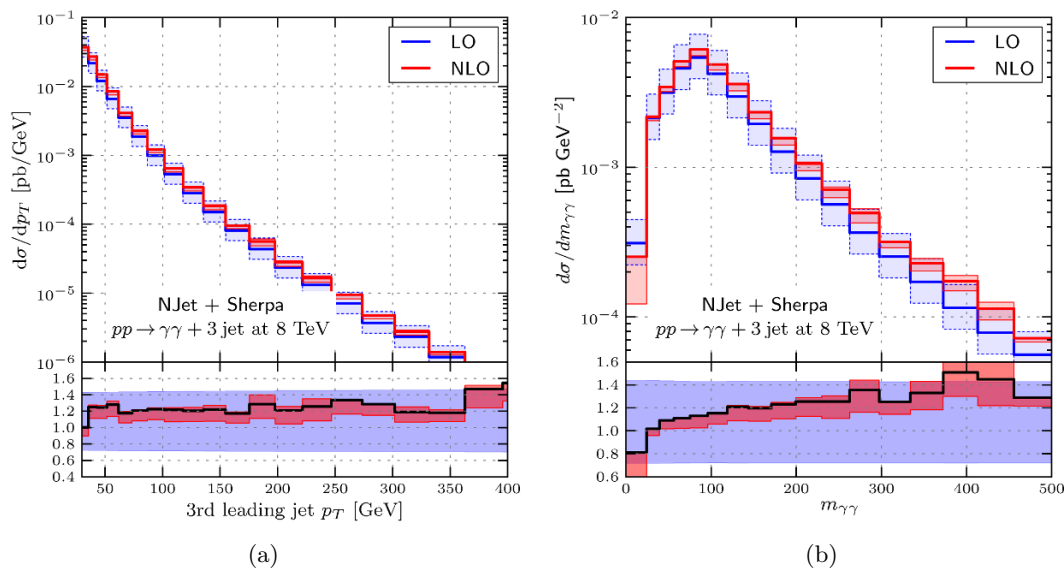 10⁻¹
10⁻²
10⁻³
10⁻⁴
10⁻⁵
10⁻⁶
dσ/dp_T [pb/GeV]
LO
NLO
NJet + Sherpa
pp → γγ + 3 jet at 8 TeV
1.6
1.4
1.2
1.0
0.8
0.6
0.4
50 100 150 200 250 300 350 400
3rd leading jet p_T [GeV]
(a)
10⁻²
10⁻³
10⁻⁴
dσ/dm_γγ [pb GeV⁻²]
LO
NLO
NJet + Sherpa
pp → γγ + 3 jet at 8 TeV
1.6
1.4
1.2
1.0
0.8
0.6
0 100 200 300 400 500
m_γγ
(b)